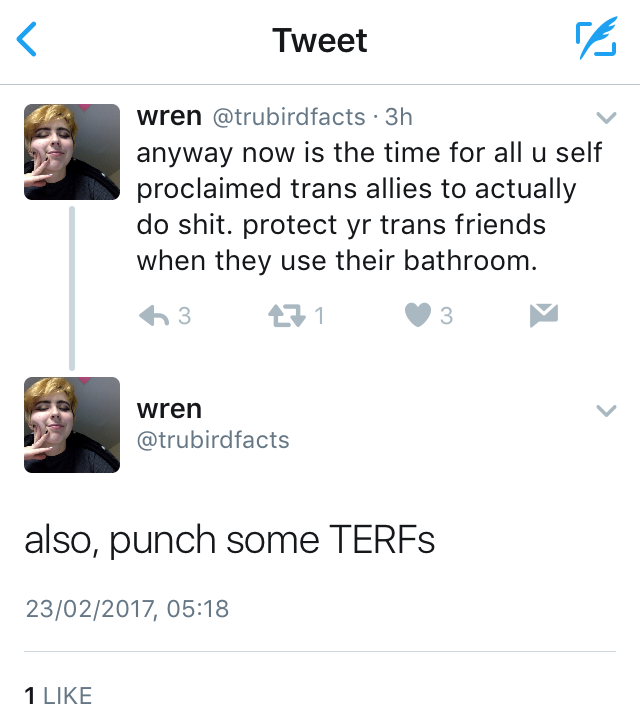 Tweet
wren @trubirdfacts · 3h
anyway now is the time for all u self
proclaimed trans allies to actually
do shit. protect yr trans friends
when they use their bathroom.
3 1 3
wren
@trubirdfacts
also, punch some TERFs
23/02/2017, 05:18
1 LIKE